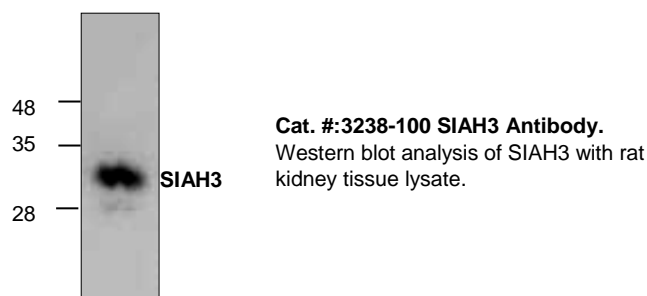 48
35
28
SIAH3
Cat. #:3238-100 SIAH3 Antibody.
Western blot analysis of SIAH3 with rat
kidney tissue lysate.